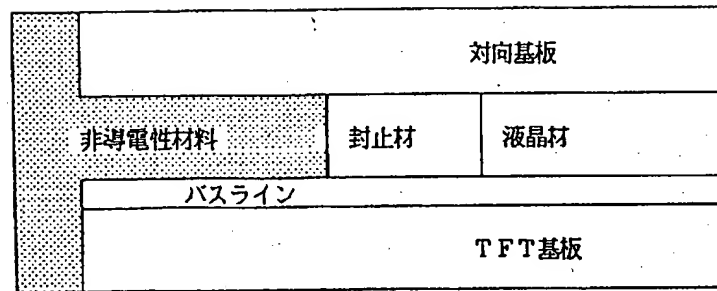 対向基板
非導電性材料
封止材
液晶材
バスライン
TFT基板